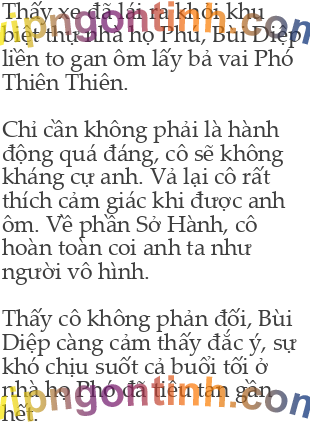 Thấy xe đã lái ra khỏi khu
biệt thự nhà họ Phù, Bùi Diệp
liền to gan ôm lấy bả vai Phó
Thiên Thiên.

Chỉ cần không phải là hành
động quá đáng, cô sẽ không
kháng cự anh. Vả lại cô rất
thích cảm giác khi được anh
ôm. Về phần Sở Hành, cô
hoàn toàn coi anh ta như
người vô hình.

Thấy cô không phản đối, Bùi
Diệp càng cảm thấy đắc ý, sự
khó chịu suốt cả buổi tối ở
nhà họ Phó đã tiêu tan gần
hết.